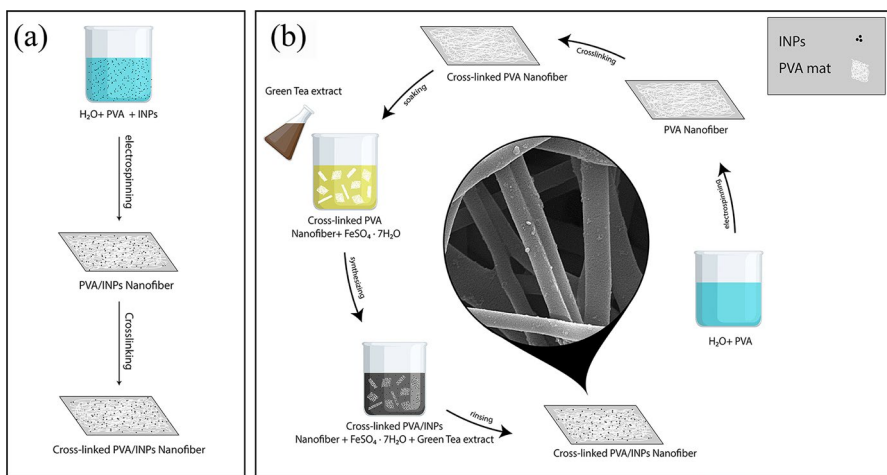 (a)
H₂O+ PVA + INPs
electrospinning
PVA/INPs Nanofiber
Crosslinking
Cross-linked PVA/INPs Nanofiber
(b)
INPs
PVA mat
H₂O+ PVA
electrospinning
PVA Nanofiber
Crosslinking
Cross-linked PVA Nanofiber
soaking
Green Tea extract
Cross-linked PVA
Nanofiber+ FeSO₄ · 7H₂O
synthesizing
Cross-linked PVA/INPs
Nanofiber + FeSO₄ · 7H₂O + Green Tea extract
rinsing
Cross-linked PVA/INPs Nanofiber